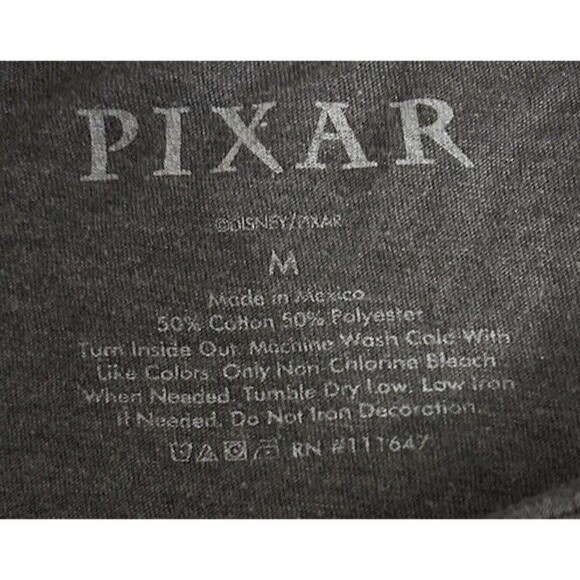 PIXAR
©DISNEY/PIXAR
M
Made in Mexico
50% Cotton 50% Polyester
Turn Inside Out. Machine Wash Cold With
Like Colors. Only Non-Chlorine Bleach
When Needed. Tumble Dry Low. Low Iron
If Needed. Do Not Iron Decoration.
RN #111647